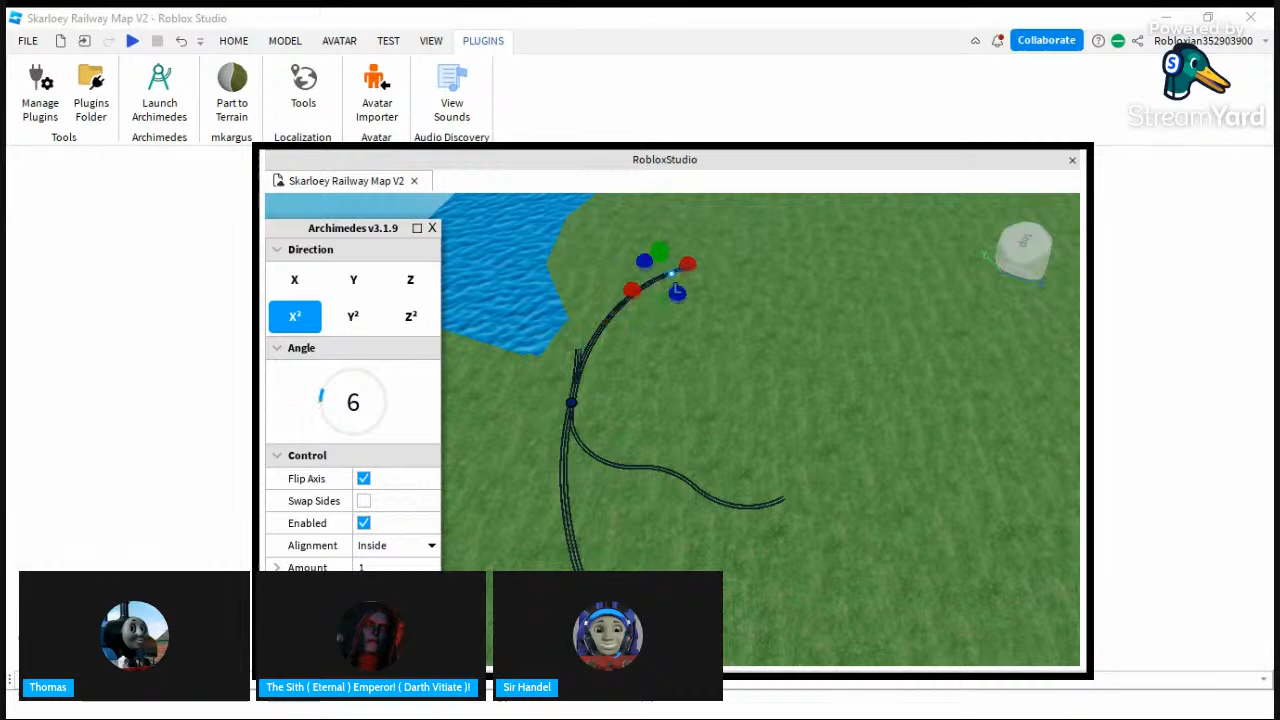 Skarloey Railway Map V2 - Roblox Studio
Powered by
FILE HOME MODEL AVATAR TEST VIEW PLUGINS Collaborate Robloxian352903900
StreamYard
Manage Plugins
Plugins Folder
Launch Archimedes
Part to Terrain
Tools
Avatar Importer
View Sounds
Tools Archimedes mkargus Localization Avatar Audio Discovery
RobloxStudio
Skarloey Railway Map V2
Archimedes v3.1.9
Direction
X Y Z
X² Y² Z²
Angle
6
Control
Flip Axis
Swap Sides
Enabled
Alignment Inside
Amount 1
Thomas
The Sith ( Eternal ) Emperor! ( Darth Vitiate )!
Sir Handel